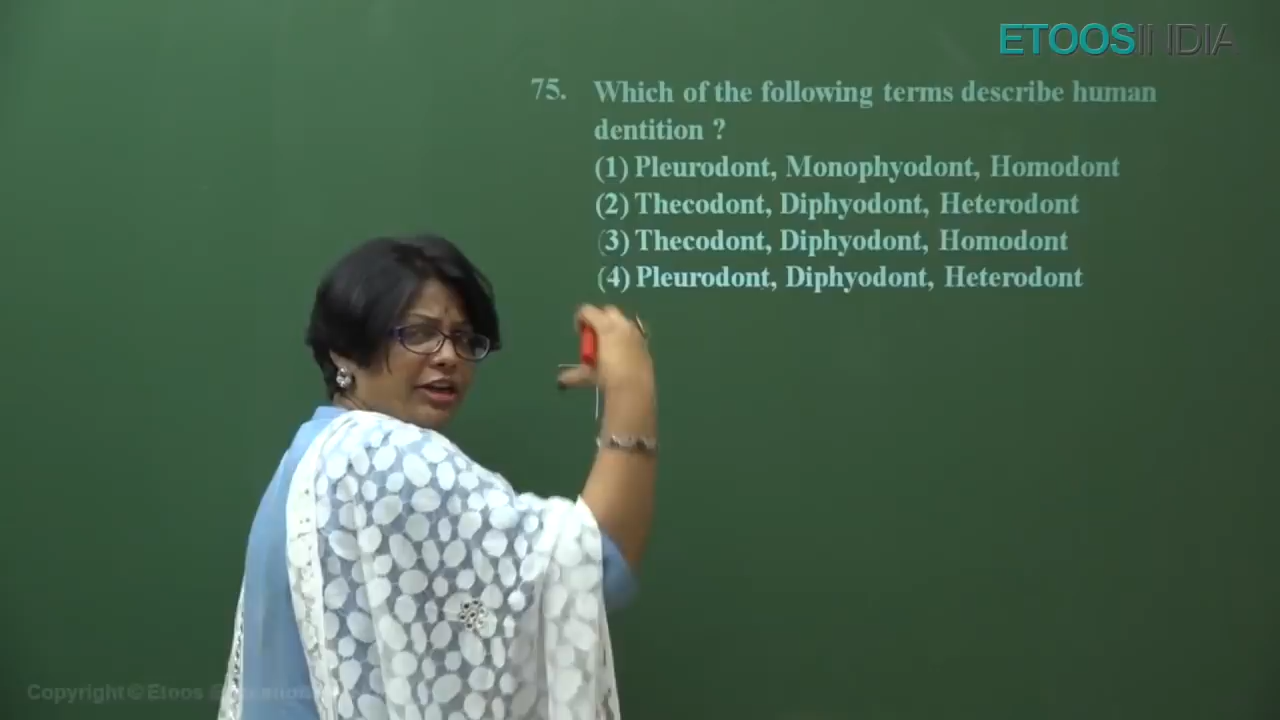 ETOOSINDIA
75. Which of the following terms describe human
dentition ?
(1) Pleurodont, Monophyodont, Homodont
(2) Thecodont, Diphyodont, Heterodont
(3) Thecodont, Diphyodont, Homodont
(4) Pleurodont, Diphyodont, Heterodont
Copyright © Etoos